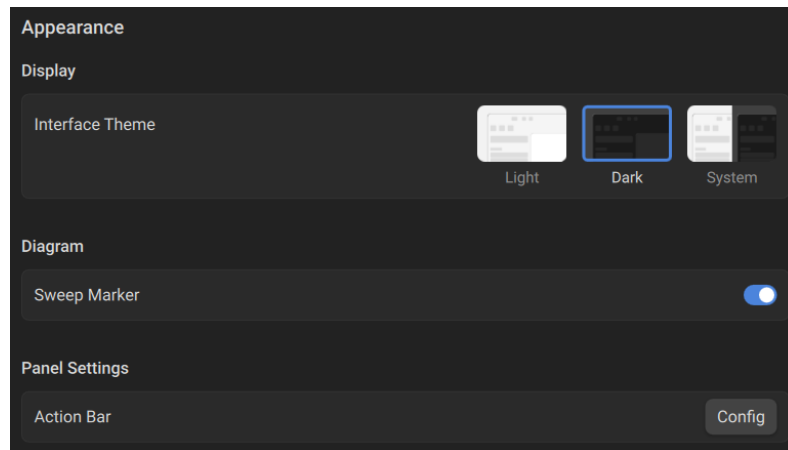 Appearance
Display
Interface Theme
Light Dark System
Diagram
Sweep Marker
Panel Settings
Action Bar Config